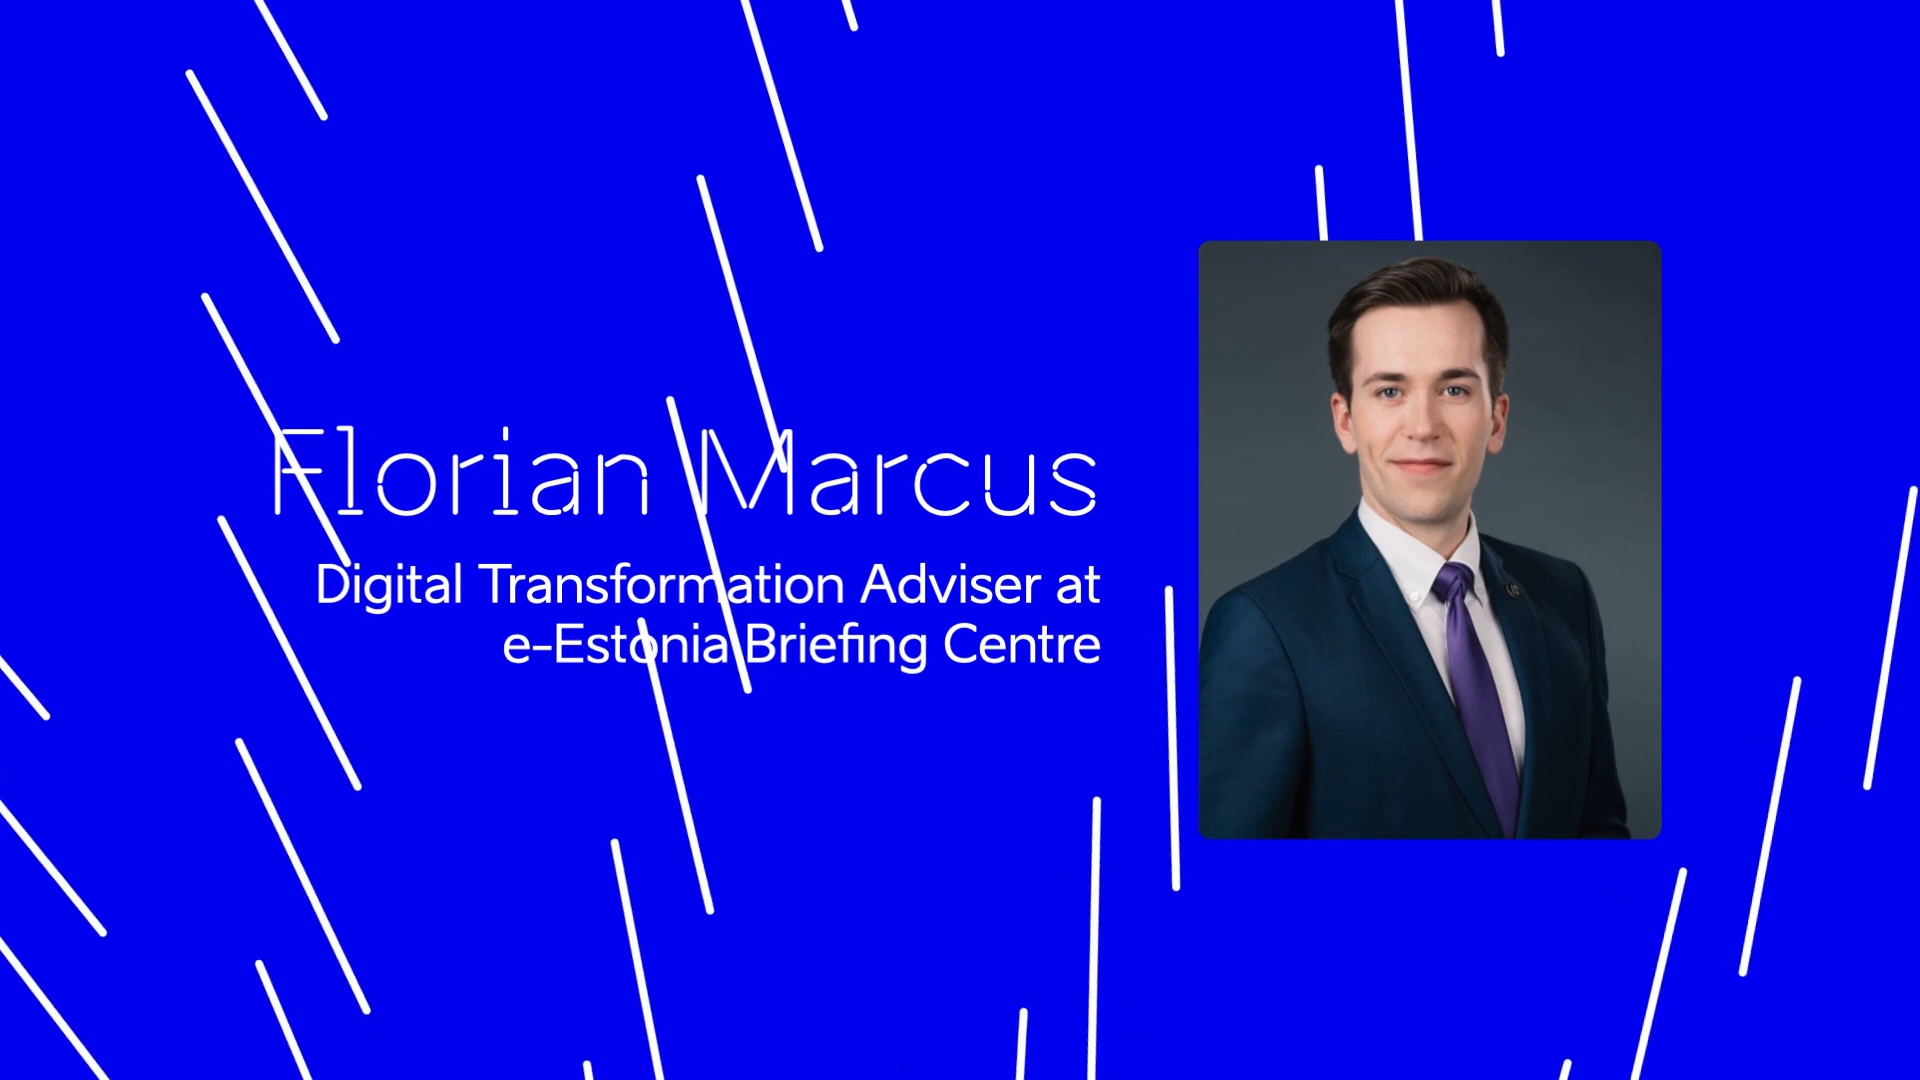 Florian Marcus
Digital Transformation Adviser at
e-Estonia Briefing Centre